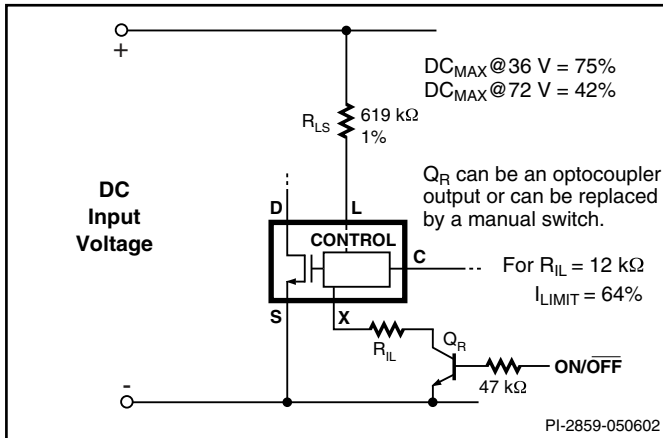 +
DC_MAX@36 V = 75%
DC_MAX@72 V = 42%
R_LS
619 kΩ
1%
Q_R can be an optocoupler
output or can be replaced
by a manual switch.
DC
Input
Voltage
D
L
CONTROL
C
For R_IL = 12 kΩ
I_LIMIT = 64%
S
X
R_IL
Q_R
47 kΩ
ON/O̅F̅F̅
-
PI-2859-050602